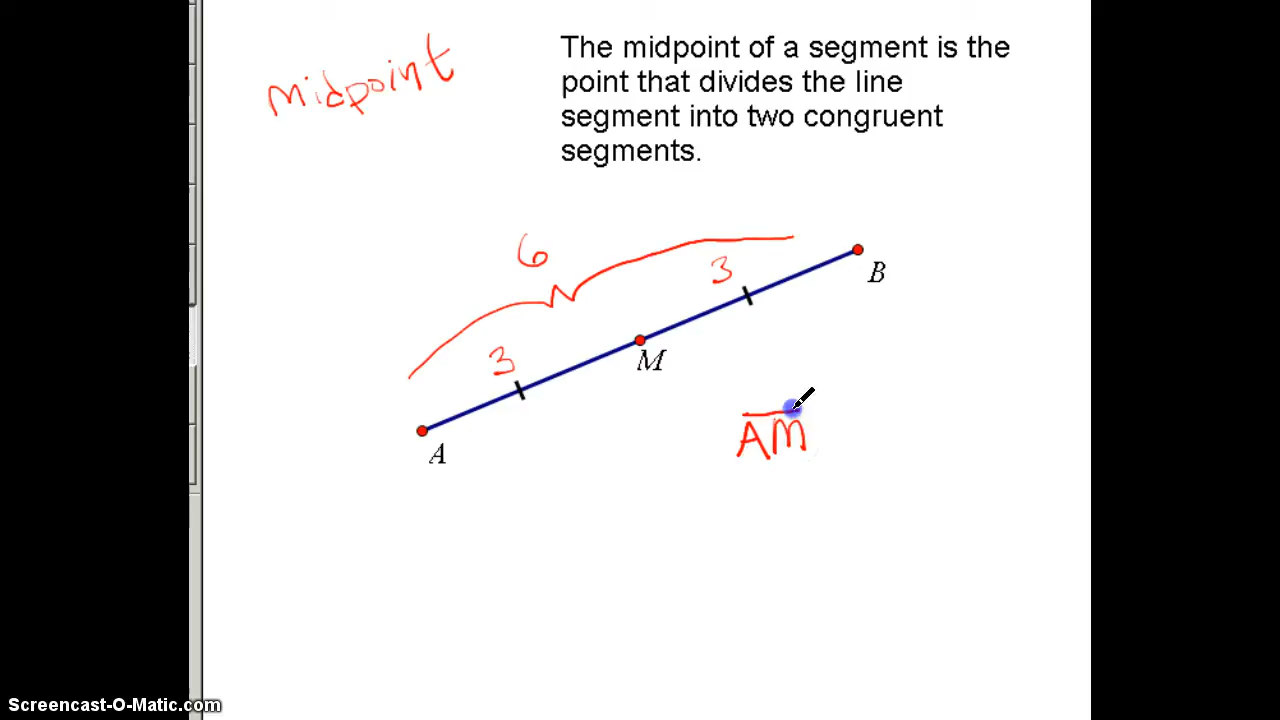 midpoint
The midpoint of a segment is the
point that divides the line
segment into two congruent
segments.
6
3
B
3
M
A
AM
Screencast-O-Matic.com